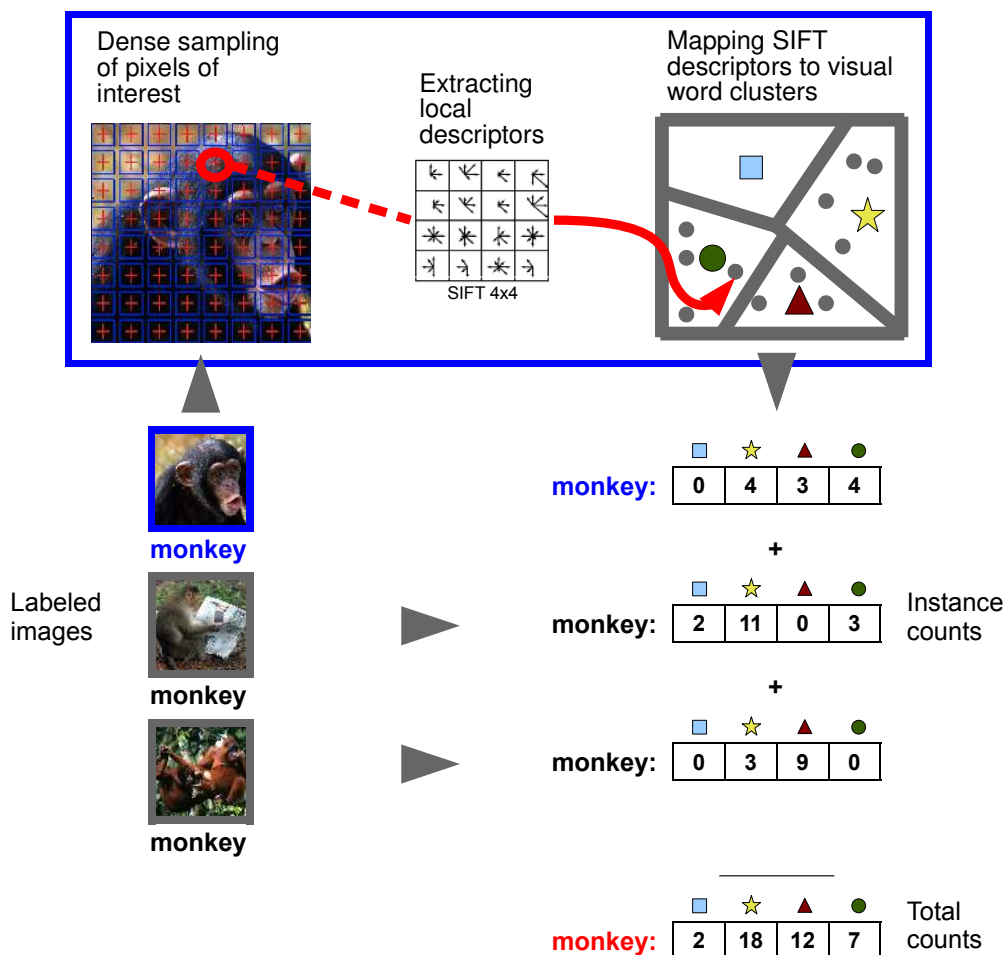 Dense sampling
of pixels of
interest
Extracting
local
descriptors
SIFT 4x4
Mapping SIFT
descriptors to visual
word clusters
monkey
monkey: 0 4 3 4
+
Labeled
images
monkey
monkey: 2 11 0 3
Instance
counts
+
monkey
monkey: 0 3 9 0
monkey: 2 18 12 7
Total
counts